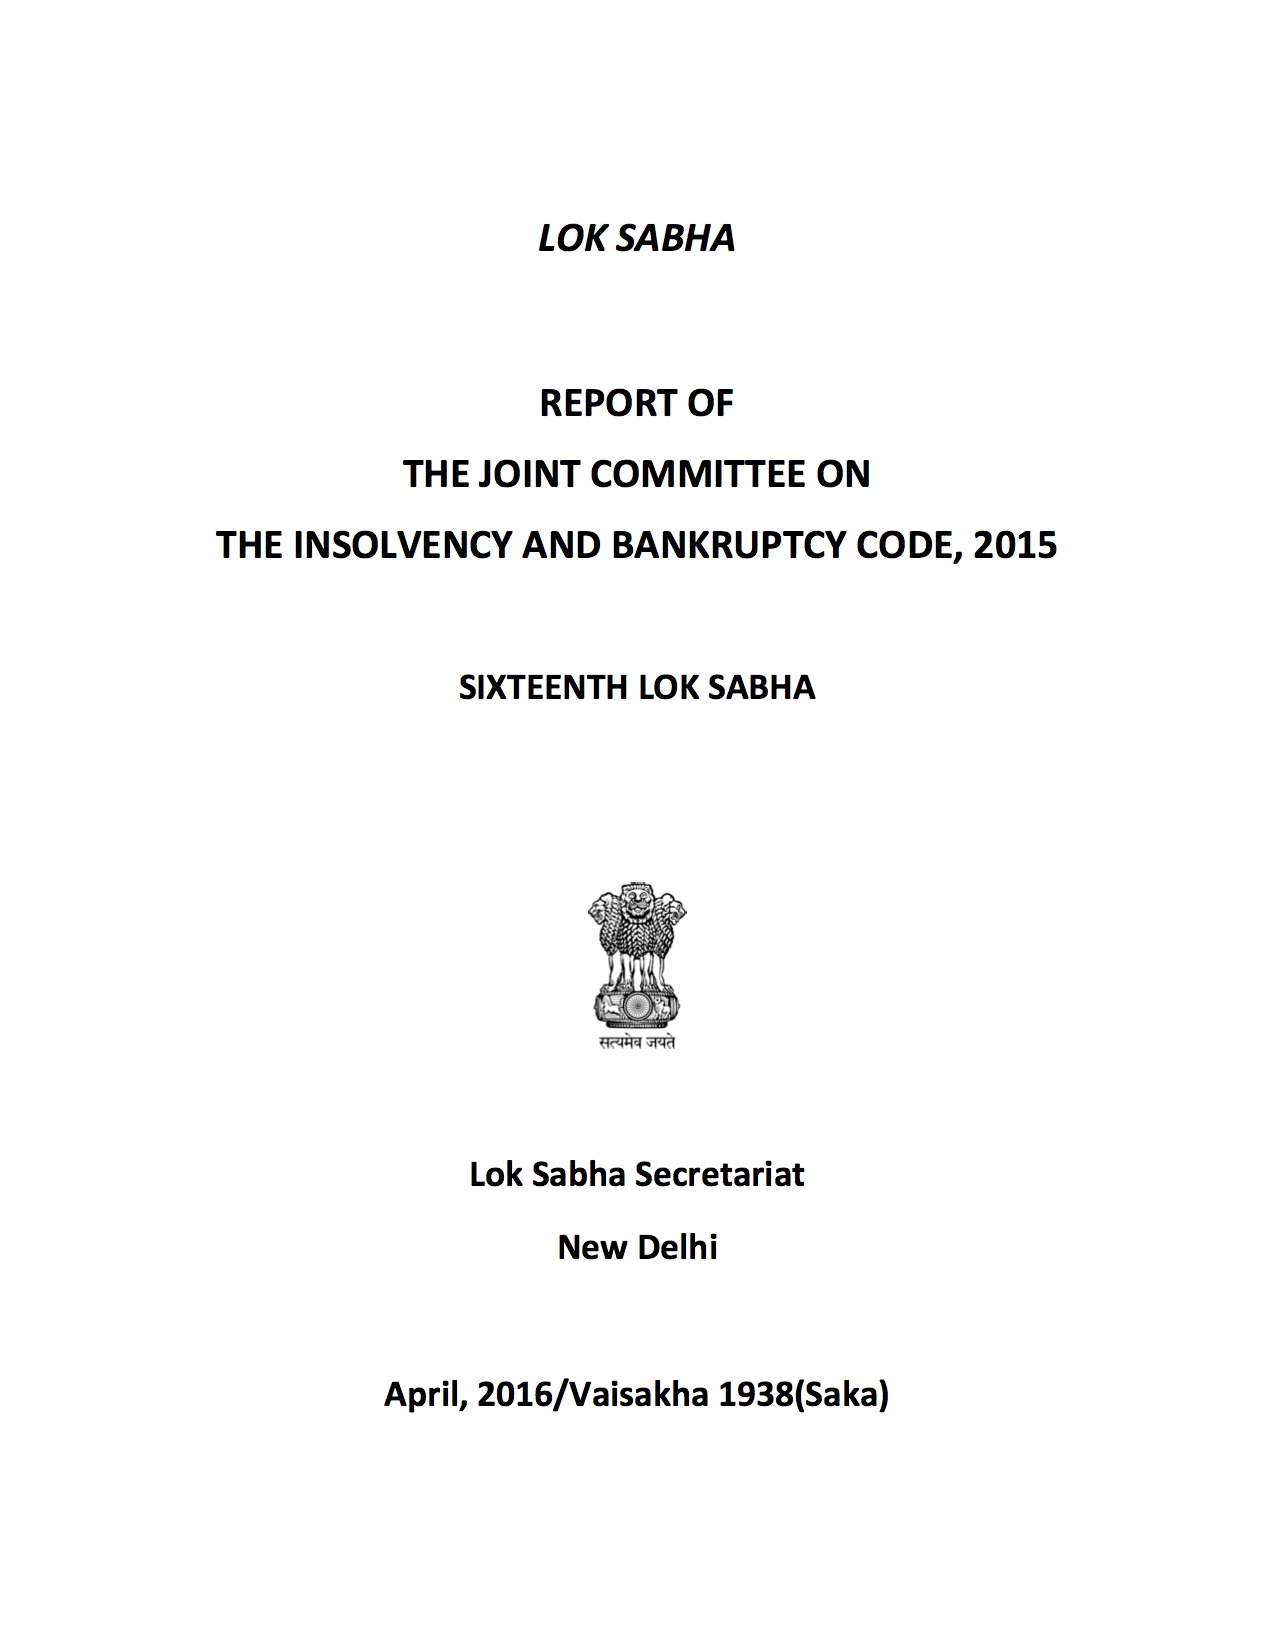 LOK SABHA
REPORT OF
THE JOINT COMMITTEE ON
THE INSOLVENCY AND BANKRUPTCY CODE, 2015
SIXTEENTH LOK SABHA
सत्यमेव जयते
Lok Sabha Secretariat
New Delhi
April, 2016/Vaisakha 1938(Saka)